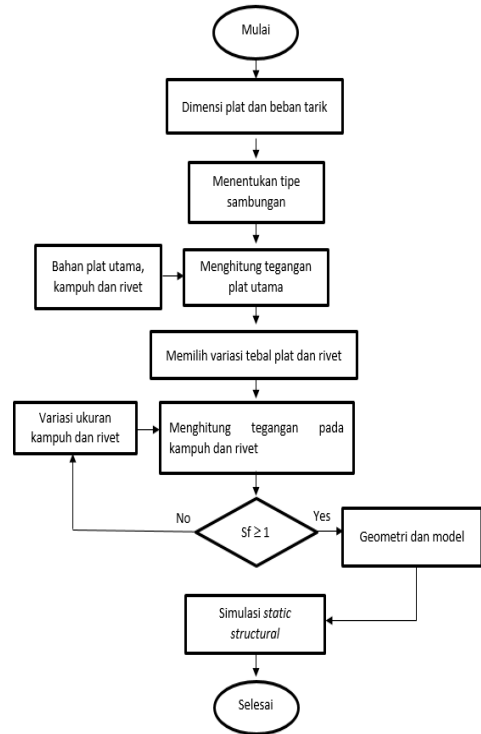 Mulai
Dimensi plat dan beban tarik
Menentukan tipe
sambungan
Bahan plat utama,
kampuh dan rivet
Menghitung tegangan
plat utama
Memilih variasi tebal plat dan rivet
Variasi ukuran
kampuh dan rivet
Menghitung tegangan pada
kampuh dan rivet
No
Sf ≥ 1
Yes
Geometri dan model
Simulasi static
structural
Selesai